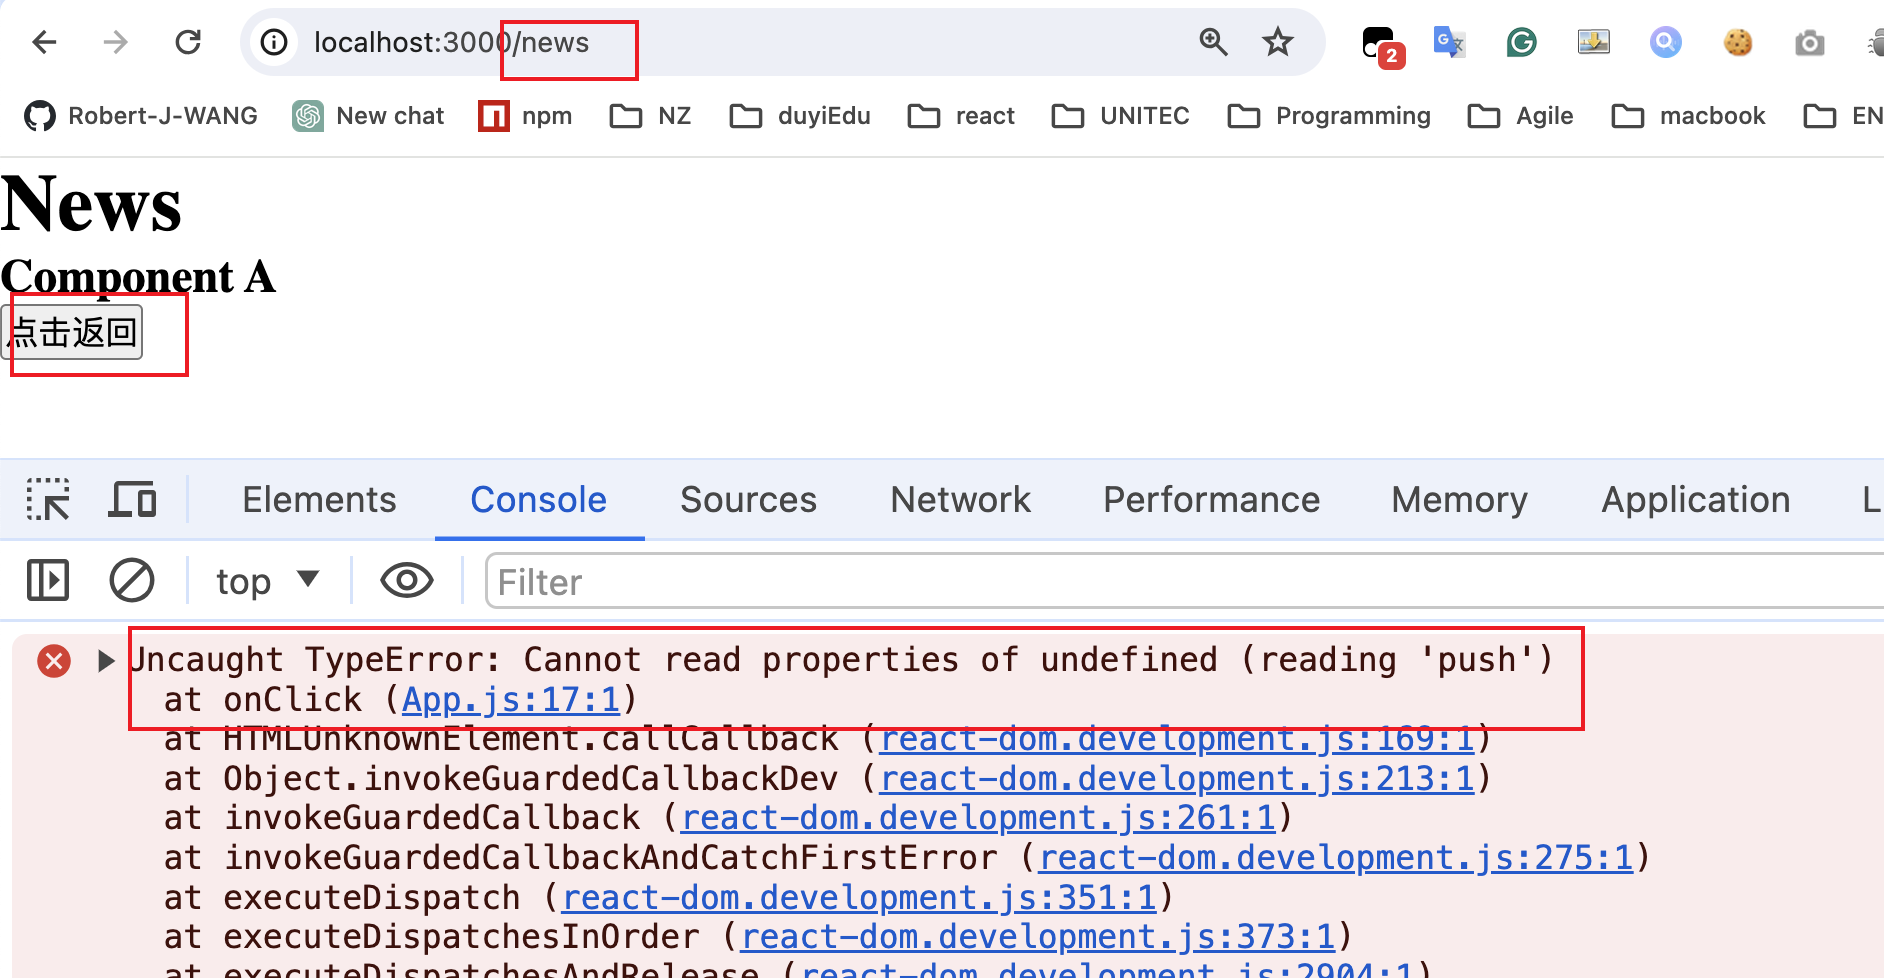 localhost:3000/news
2
Robert-J-WANG New chat npm NZ duyiEdu react UNITEC Programming Agile macbook EN
News
Component A
点击返回
Elements Console Sources Network Performance Memory Application L
top Filter
Uncaught TypeError: Cannot read properties of undefined (reading 'push')
at onClick (App.js:17:1)
at HTMLUnknownElement.callCallback (react-dom.development.js:169:1)
at Object.invokeGuardedCallbackDev (react-dom.development.js:213:1)
at invokeGuardedCallback (react-dom.development.js:261:1)
at invokeGuardedCallbackAndCatchFirstError (react-dom.development.js:275:1)
at executeDispatch (react-dom.development.js:351:1)
at executeDispatchesInOrder (react-dom.development.js:373:1)
at executeDispatchesAndRelease (react-dom.development.js:2904:1)